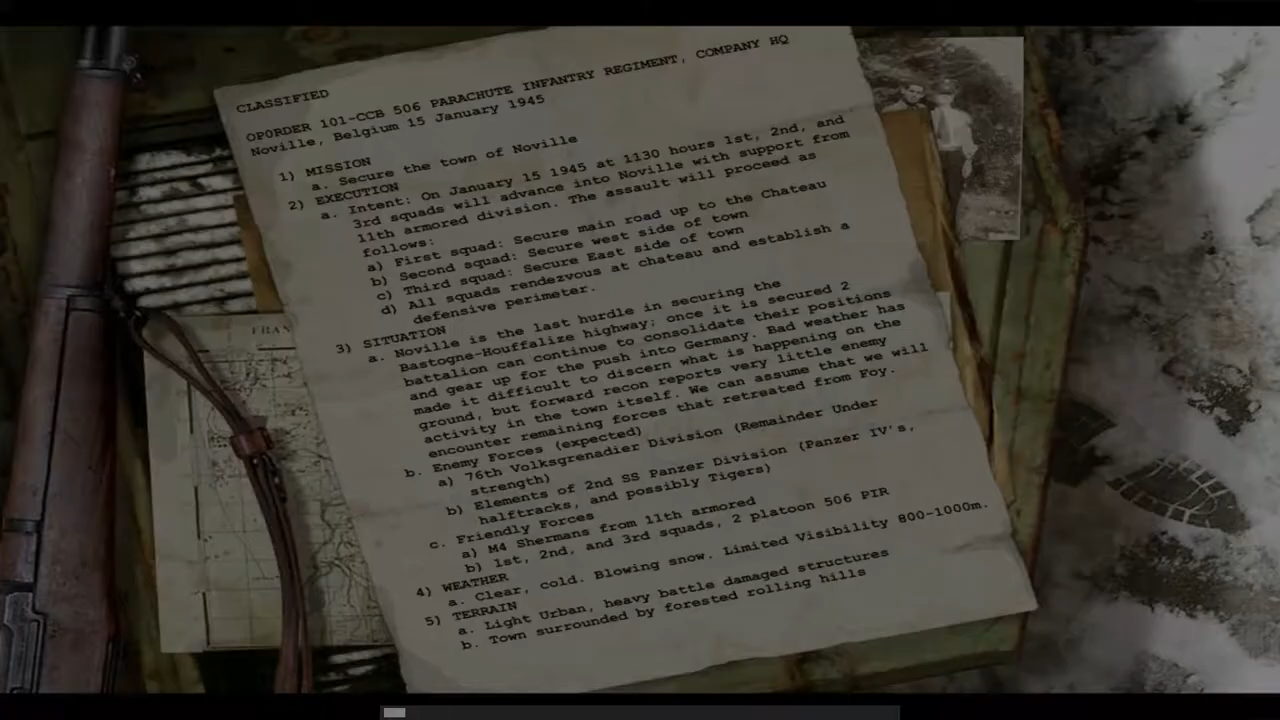 CLASSIFIED
OPORDER 101-CCB 506 PARACHUTE INFANTRY REGIMENT, COMPANY HQ
Noville, Belgium 15 January 1945
1) MISSION
a. Secure the town of Noville
2) EXECUTION
a. Intent: On January 15 1945 at 1130 hours 1st, 2nd, and
3rd squads will advance into Noville with support from
11th armored division. The assault will proceed as
follows:
a) First squad: Secure main road up to the Chateau
b) Second squad: Secure west side of town
c) Third squad: Secure East side of town
d) All squads rendezvous at chateau and establish a
defensive perimeter.
3) SITUATION
a. Noville is the last hurdle in securing the
Bastogne-Houffalize highway; once it is secured 2
battalion can continue to consolidate their positions
and gear up for the push into Germany. Bad weather has
made it difficult to discern what is happening on the
ground, but forward recon reports very little enemy
activity in the town itself. We can assume that we will
encounter remaining forces that retreated from Foy.
b. Enemy Forces (expected)
a) 76th Volksgrenadier Division (Remainder Under
strength)
b) Elements of 2nd SS Panzer Division (Panzer IV's,
halftracks, and possibly Tigers)
c. Friendly Forces
a) M4 Shermans from 11th armored
b) 1st, 2nd, and 3rd squads, 2 platoon 506 PIR
4) WEATHER
a. Clear, cold. Blowing snow. Limited Visibility 800-1000m.
5) TERRAIN
a. Light Urban, heavy battle damaged structures
b. Town surrounded by forested rolling hills
FRAN